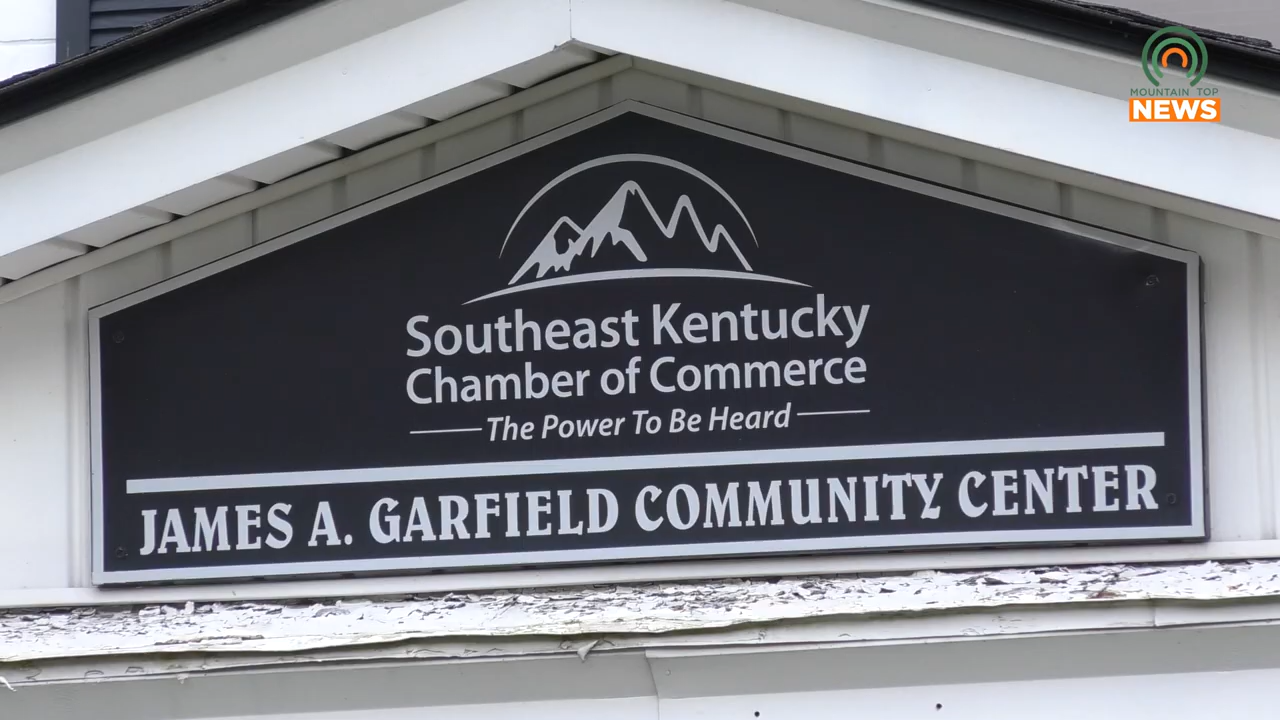 MOUNTAIN TOP
NEWS
Southeast Kentucky
Chamber of Commerce
The Power To Be Heard
JAMES A. GARFIELD COMMUNITY CENTER